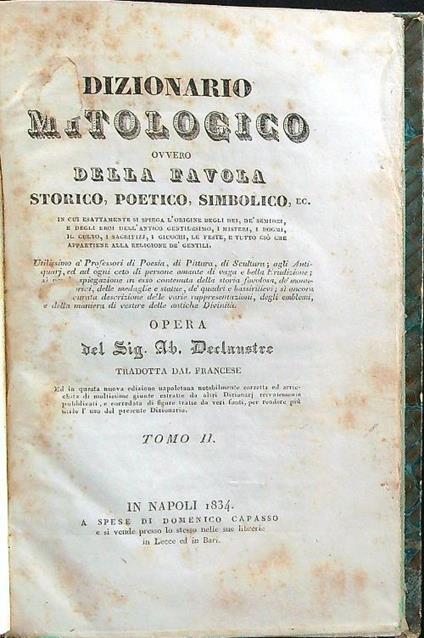 DIZIONARIO
MITOLOGICO
OVVERO
DELLA FAVOLA
STORICO, POETICO, SIMBOLICO, EC.
IN CUI ESATTAMENTE SI SPIEGA L'ORIGINE DEGLI DEI, DE' SEMIDEI,
E DEGLI EROI DELL'ANTICO GENTILESIMO, I MISTERI, I DOGMI,
IL CULTO, I SACRIFIZJ, I GIUOCHI, LE FESTE, E TUTTO CIÒ CHE
APPARTIENE ALLA RELIGIONE DE' GENTILI.
Utilissimo a' Professori di Poesia, di Pittura, di Scultura; agli Anti-
quarj, ed ad ogni ceto di persone amante di vaga e bella Erudizione;
si spiegazione in esso contenuta della storia favolosa, de' monu-
rici, delle medaglie e statue, de' quadri e bassirilievi; sì ancora
curata descrizione delle varie rappresentazioni, degli emblemi,
e della maniera di vestire delle antiche Divinità.
OPERA
del Sig. Ab. Declaustre
TRADOTTA DAL FRANCESE
Ed in questa nuova edizione napoletana notabilmente corretta ed arric-
chita di moltissime giunte estratte da altri Dizionarj recentemente
pubblicati, e corredata di figure tratte da veri fonti, per rendere più
utile l'uso del presente Dizionario.
TOMO II.
IN NAPOLI 1834.
A SPESE DI DOMENICO CAPASSO
e si vende presso lo stesso nelle sue librerie
in Lecce ed in Bari.